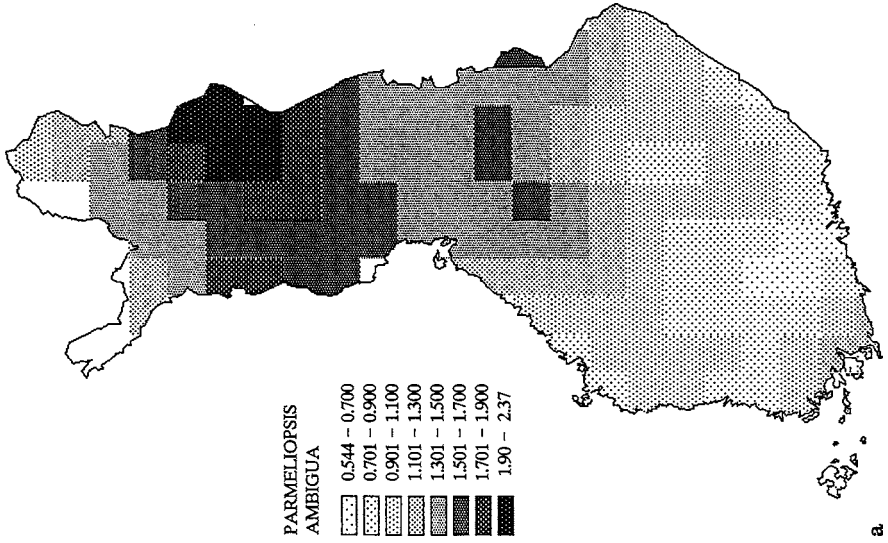 PARMELIOPSIS
AMBIGUA
0.544 – 0.700
0.701 – 0.900
0.901 – 1.100
1.101 – 1.300
1.301 – 1.500
1.501 – 1.700
1.701 – 1.900
1.90 – 2.37
a